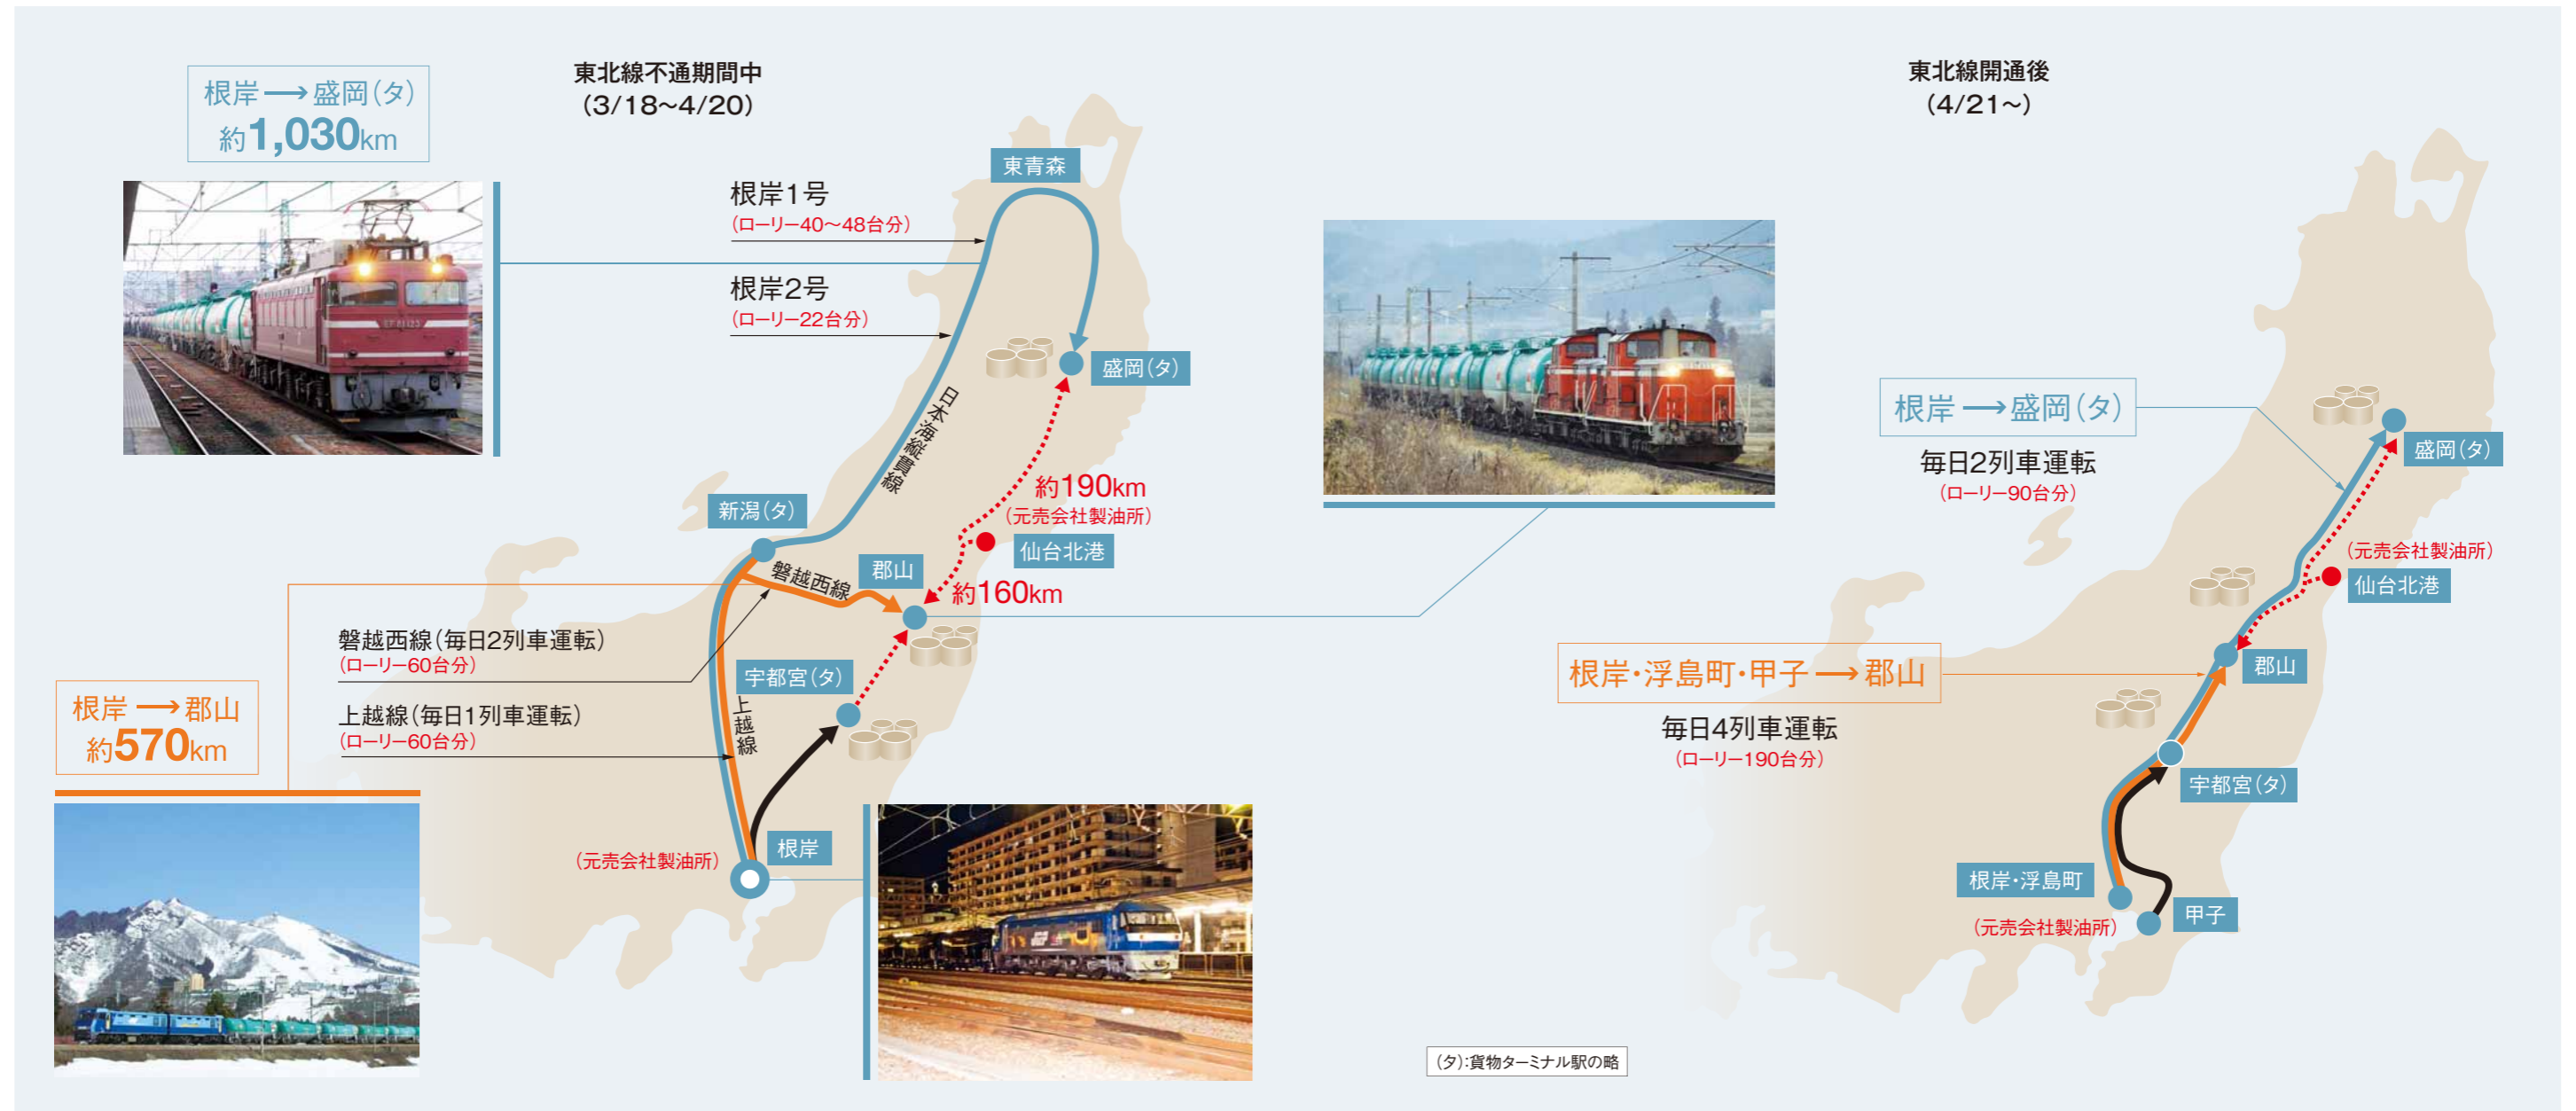 東北線不通期間中
(3/18～4/20)
根岸→盛岡(タ)
約1,030km
根岸1号
(ローリー40～48台分)
根岸2号
(ローリー22台分)
東青森
盛岡(タ)
日本海縦貫線
約190km
(元売会社製油所)
仙台北港
約160km
新潟(タ)
磐越西線
郡山
磐越西線(毎日2列車運転)
(ローリー60台分)
宇都宮(タ)
上越線(毎日1列車運転)
(ローリー60台分)
上越線
根岸→郡山
約570km
(元売会社製油所)
根岸
東北線開通後
(4/21～)
根岸→盛岡(タ)
毎日2列車運転
(ローリー90台分)
盛岡(タ)
(元売会社製油所)
仙台北港
根岸・浮島町・甲子→郡山
毎日4列車運転
(ローリー190台分)
郡山
宇都宮(タ)
根岸・浮島町
(元売会社製油所)
甲子
(タ):貨物ターミナル駅の略